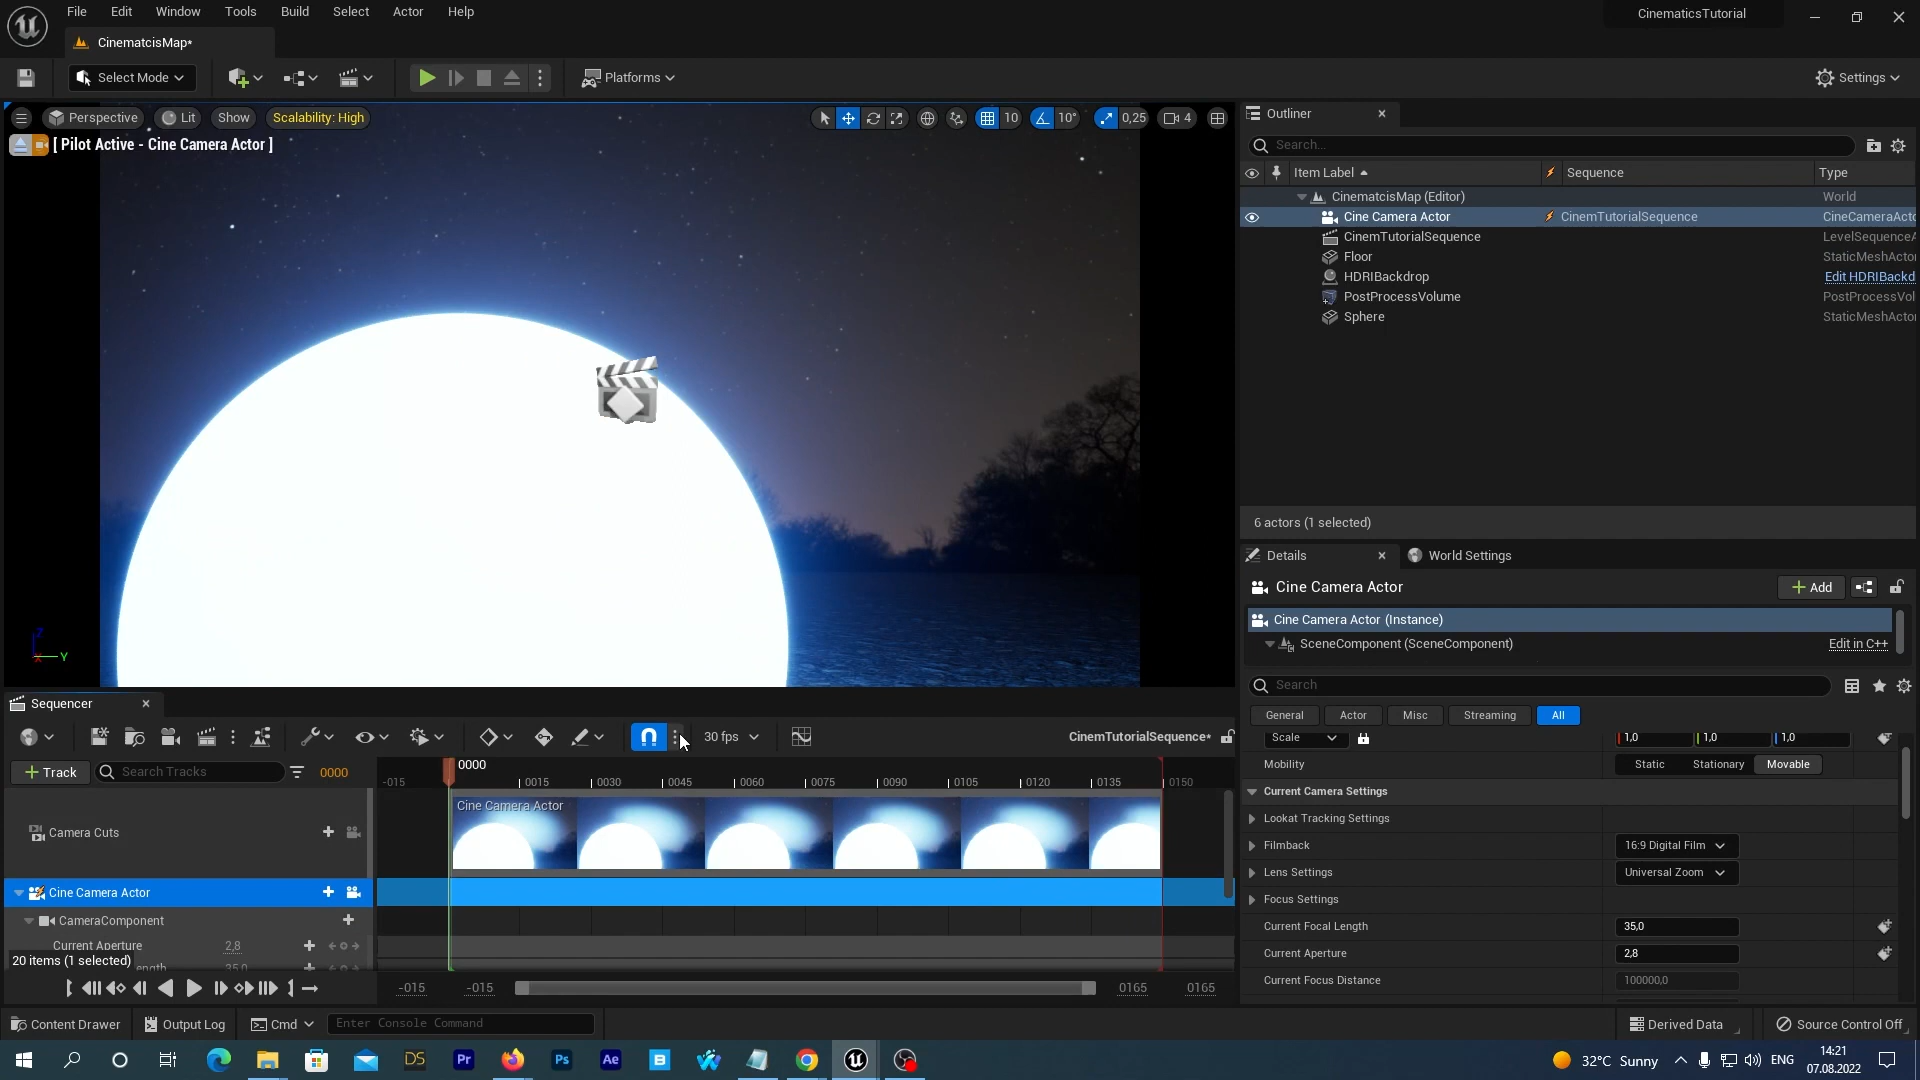 File Edit Window Tools Build Select Actor Help
CinematicsTutorial
CinematcisMap*
Select Mode
Platforms
Settings
Perspective Lit Show Scalability: High
10 10° 0,25 4
[ Pilot Active - Cine Camera Actor ]
Z
X Y
Outliner
Search...
Item Label Sequence Type
CinematcisMap (Editor) World
Cine Camera Actor CinemTutorialSequence CineCameraActo
CinemTutorialSequence LevelSequenceA
Floor StaticMeshActor
HDRIBackdrop Edit HDRIBackd
PostProcessVolume PostProcessVol
Sphere StaticMeshActor
6 actors (1 selected)
Details World Settings
Cine Camera Actor
Add
Cine Camera Actor (Instance)
SceneComponent (SceneComponent) Edit in C++
Search
General Actor Misc Streaming All
Scale 1,0 1,0 1,0
Mobility Static Stationary Movable
Current Camera Settings
Lookat Tracking Settings
Filmback 16:9 Digital Film
Lens Settings Universal Zoom
Focus Settings
Current Focal Length 35,0
Current Aperture 2,8
Current Focus Distance 100000,0
Sequencer
30 fps
CinemTutorialSequence*
Track Search Tracks 0000
0000
-015 0015 0030 0045 0060 0075 0090 0105 0120 0135 0150
Cine Camera Actor
Camera Cuts
Cine Camera Actor
CameraComponent
Current Aperture 2,8
20 items (1 selected)
ength 35,0
-015 -015 0165 0165
Content Drawer Output Log Cmd Enter Console Command
Derived Data Source Control Off
DS Pr Ps Ae
32°C Sunny ENG
14:21
07.08.2022